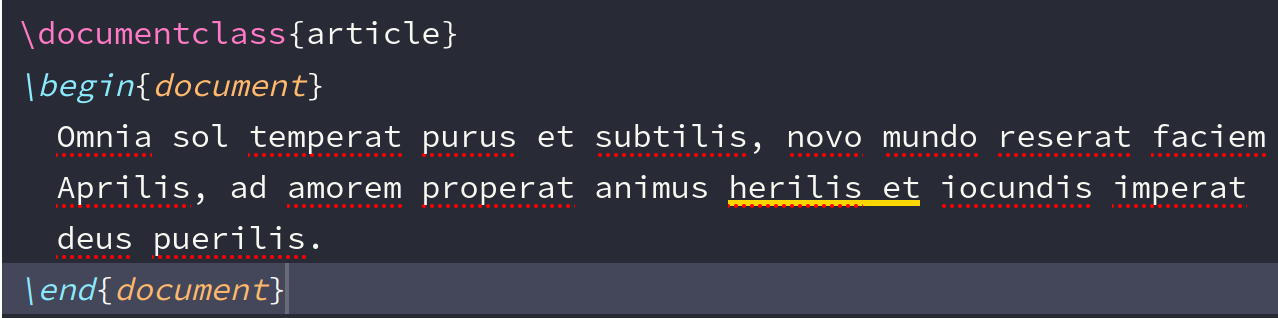 \documentclass{article}
\begin{document}
Omnia sol temperat purus et subtilis, novo mundo reserat faciem
Aprilis, ad amorem properat animus herilis et iocundis imperat
deus puerilis.
\end{document}